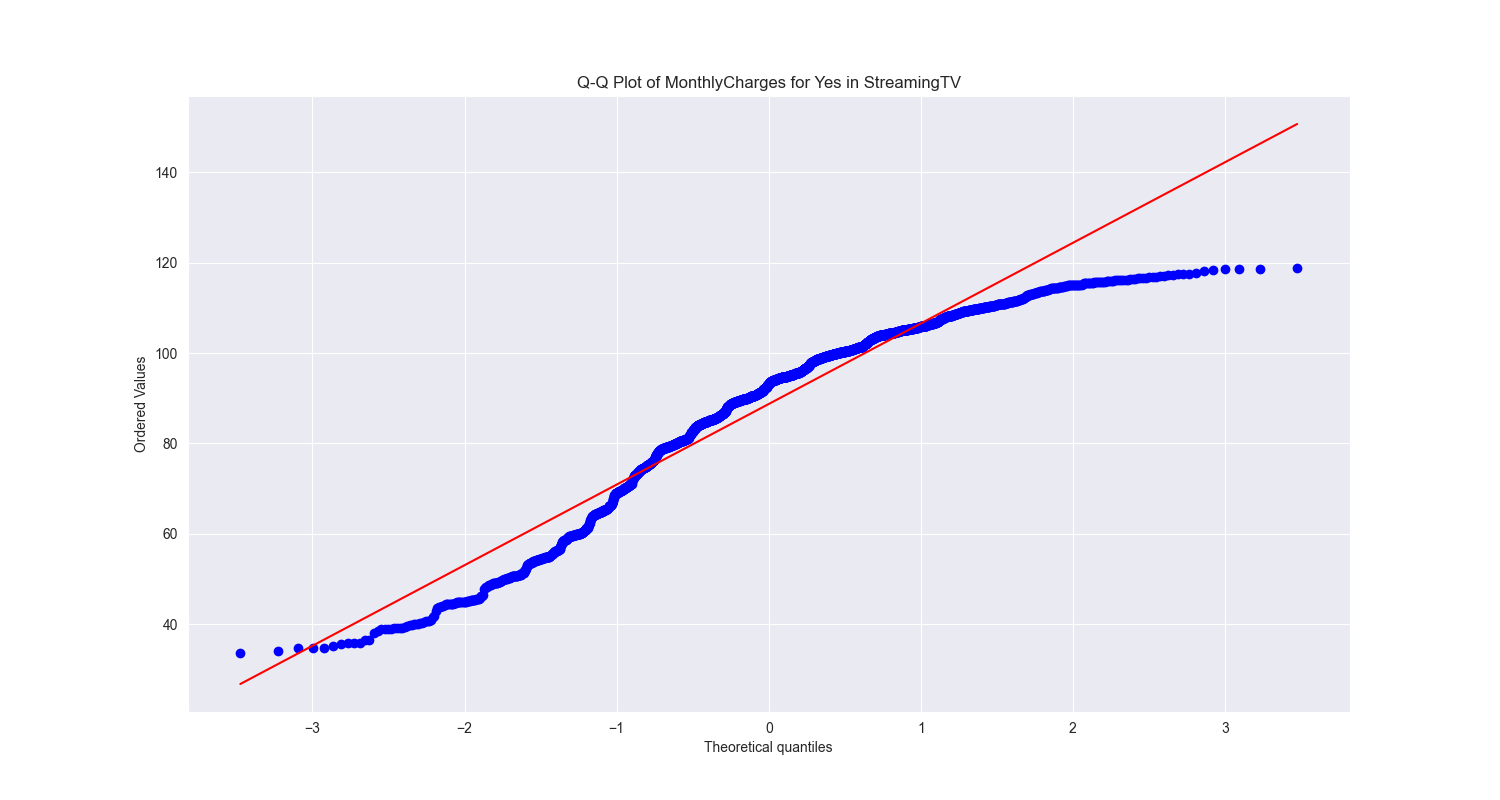 Q-Q Plot of MonthlyCharges for Yes in StreamingTV
Ordered Values
140
120
100
80
60
40
−3 −2 −1 0 1 2 3
Theoretical quantiles